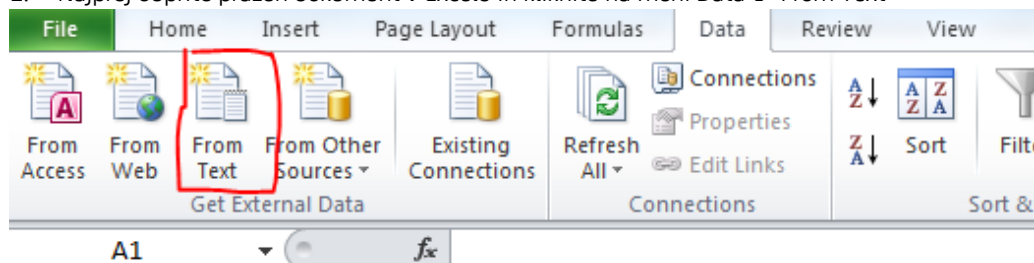 File Home Insert Page Layout Formulas Data Review View
From Access
From Web
From Text
From Other Sources
Existing Connections
Refresh All
Connections
Properties
Edit Links
A Z
Z A
A Z Z A
Sort
Get External Data
Connections
Sort &
A1
fx